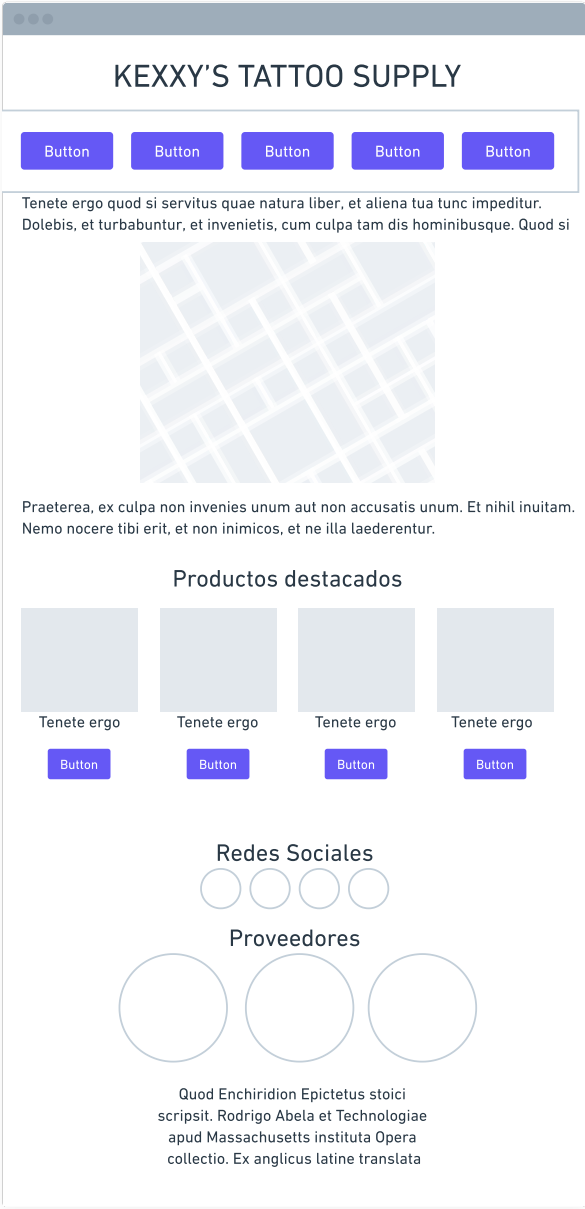 KEXXY'S TATTOO SUPPLY
Button Button Button Button Button
Tenete ergo quod si servitus quae natura liber, et aliena tua tunc impeditur.
Dolebis, et turbabuntur, et invenietis, cum culpa tam dis hominibusque. Quod si
Praeterea, ex culpa non invenies unum aut non accusatis unum. Et nihil inuitam.
Nemo nocere tibi erit, et non inimicos, et ne illa laederentur.
Productos destacados
Tenete ergo Tenete ergo Tenete ergo Tenete ergo
Button Button Button Button
Redes Sociales
Proveedores
Quod Enchiridion Epictetus stoici
scripsit. Rodrigo Abela et Technologiae
apud Massachusetts instituta Opera
collectio. Ex anglicus latine translata